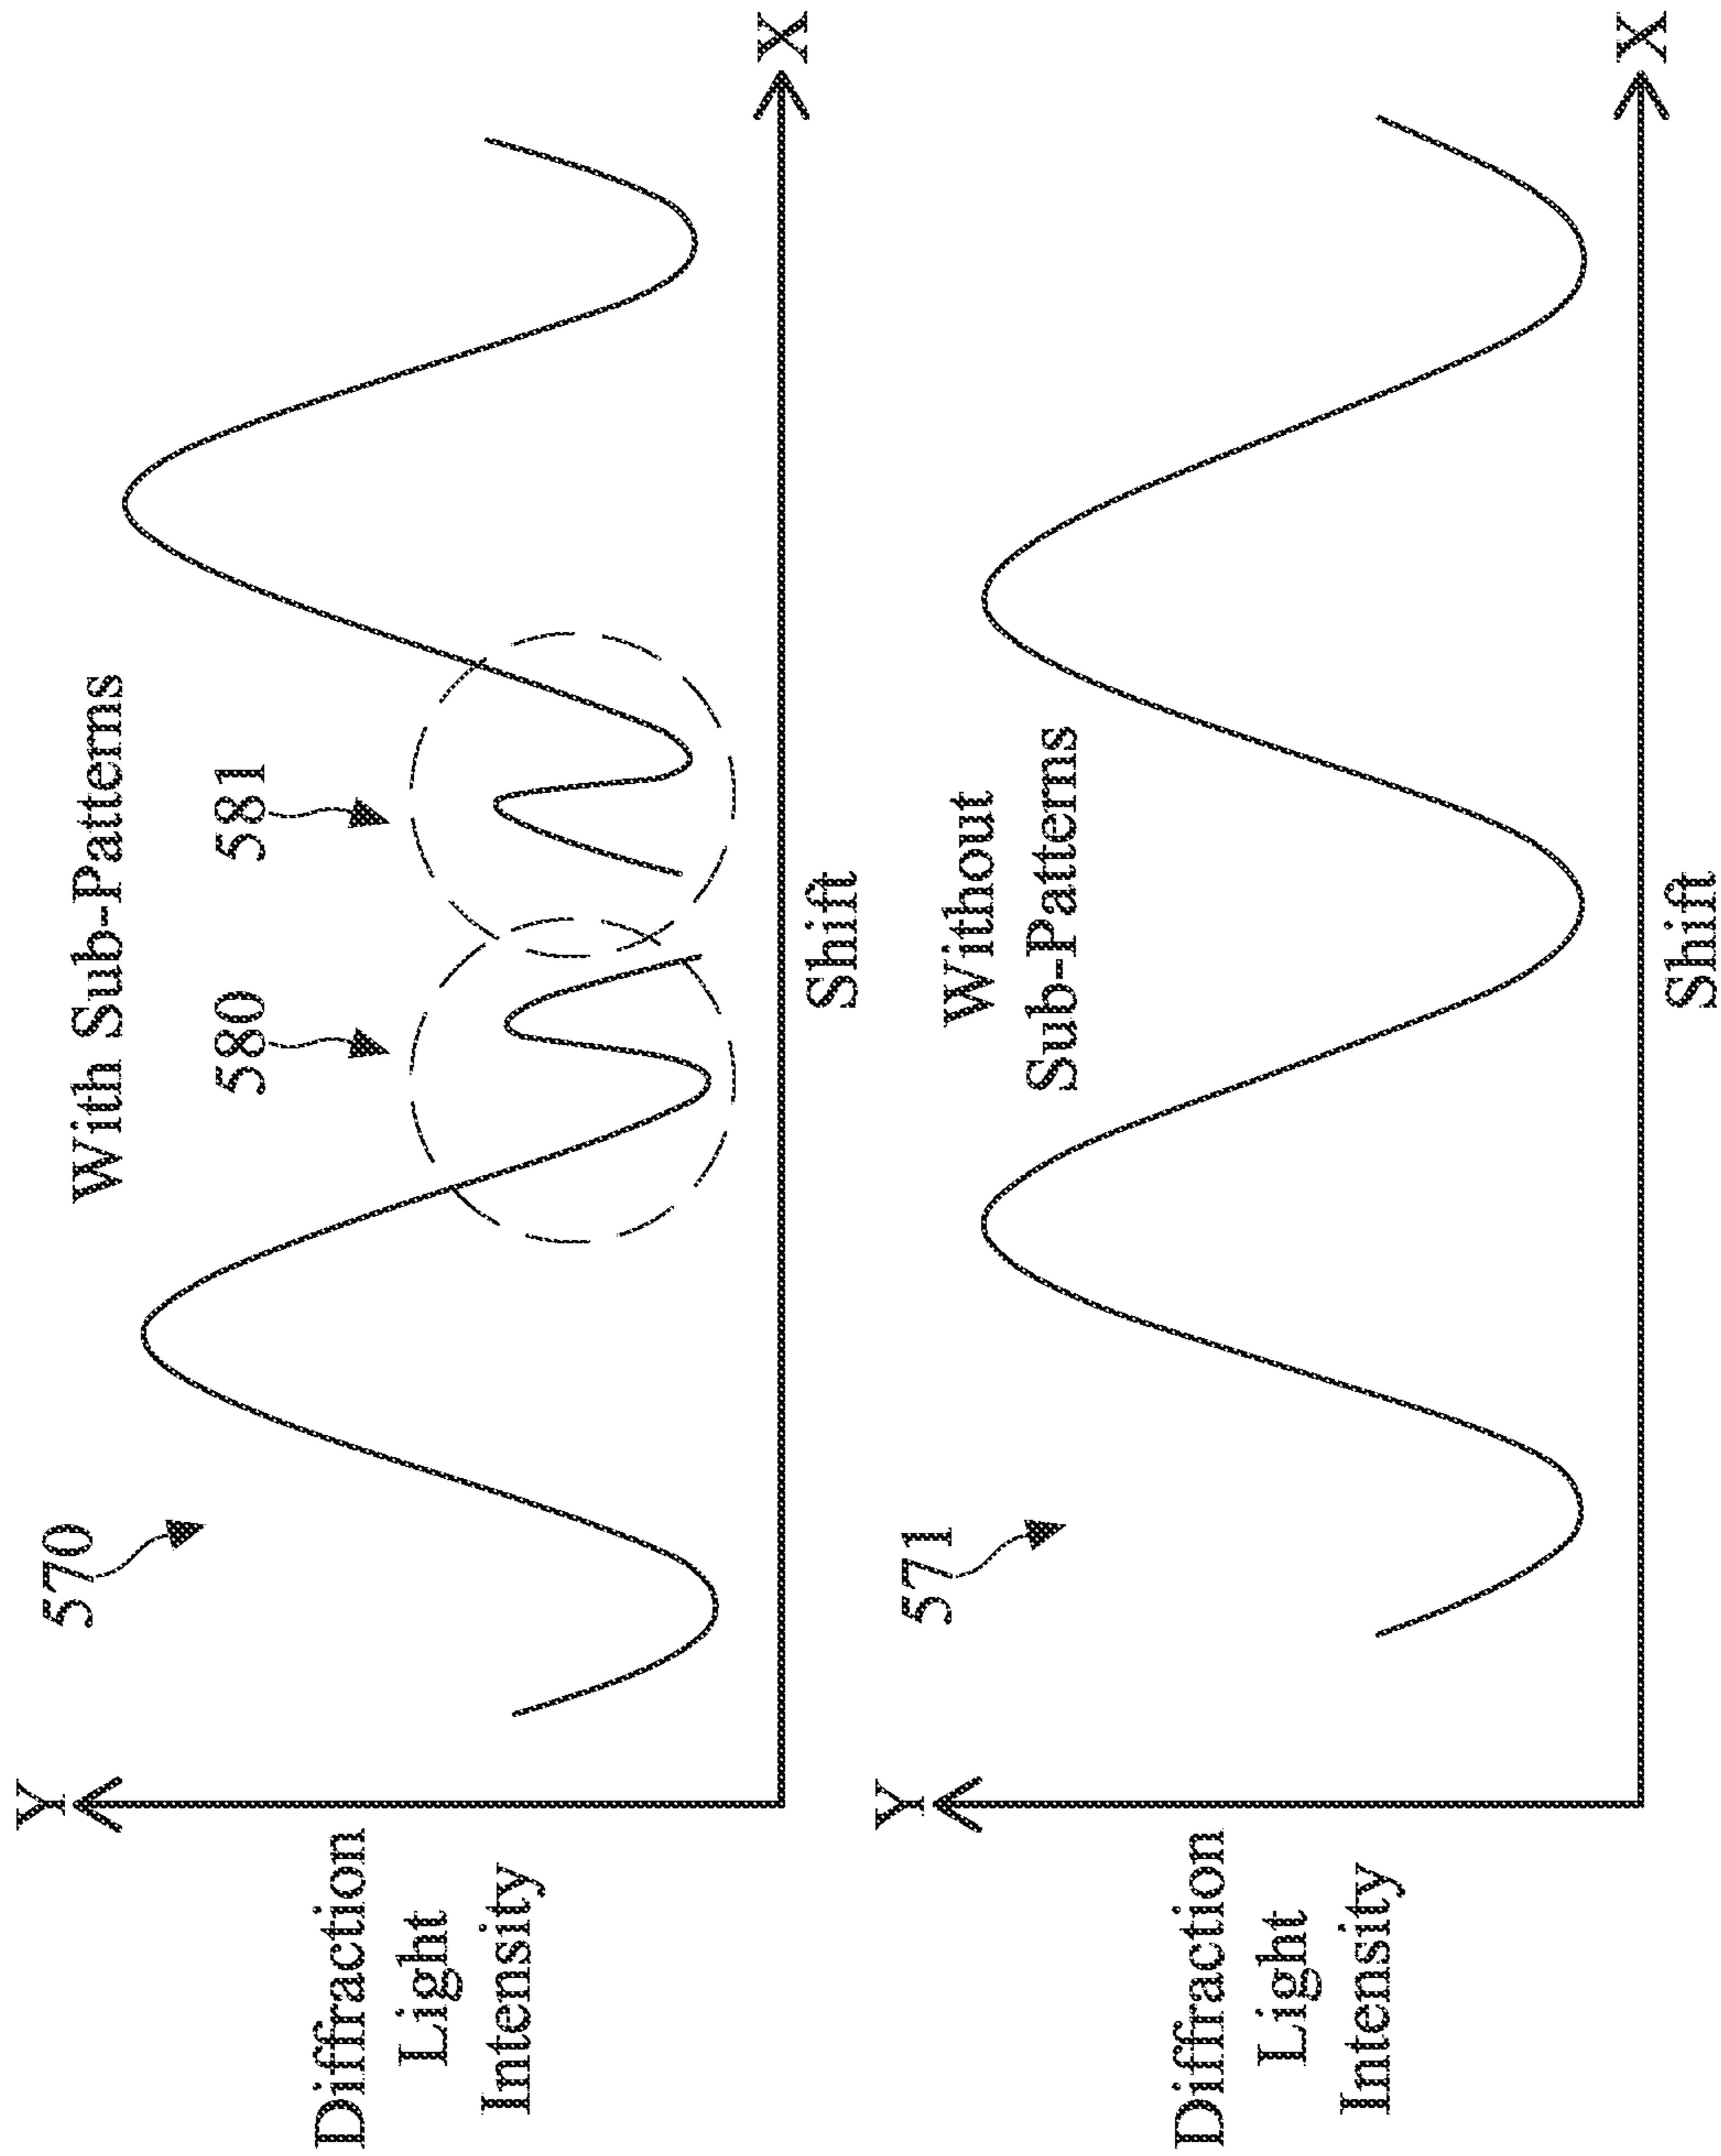 Y
570
With Sub-Patterns
580
581
Diffraction
Light
Intensity
Shift
X
Y
571
Without
Sub-Patterns
Diffraction
Light
Intensity
Shift
X